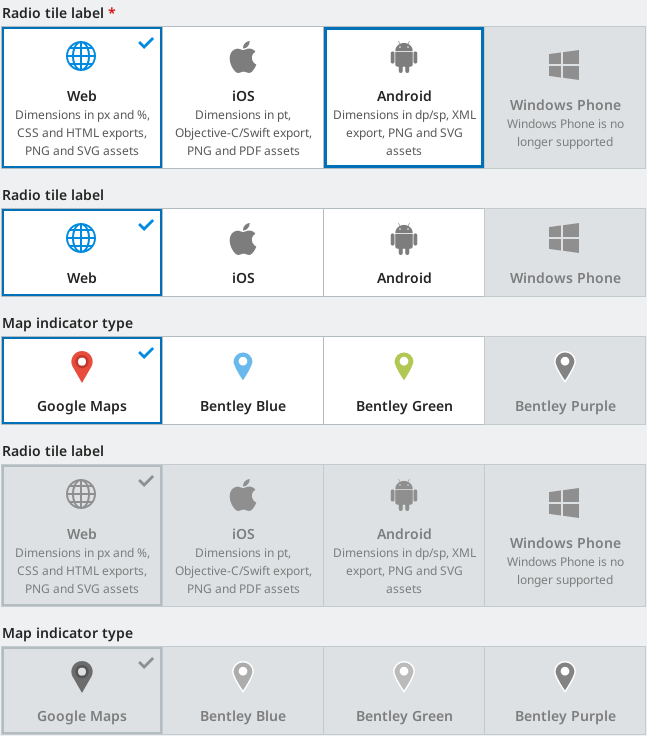 Radio tile label *
Web
Dimensions in px and %,
CSS and HTML exports,
PNG and SVG assets
iOS
Dimensions in pt,
Objective-C/Swift export,
PNG and PDF assets
Android
Dimensions in dp/sp, XML
export, PNG and SVG
assets
Windows Phone
Windows Phone is no
longer supported
Radio tile label
Web
iOS
Android
Windows Phone
Map indicator type
Google Maps
Bentley Blue
Bentley Green
Bentley Purple
Radio tile label
Web
Dimensions in px and %,
CSS and HTML exports,
PNG and SVG assets
iOS
Dimensions in pt,
Objective-C/Swift export,
PNG and PDF assets
Android
Dimensions in dp/sp, XML
export, PNG and SVG
assets
Windows Phone
Windows Phone is no
longer supported
Map indicator type
Google Maps
Bentley Blue
Bentley Green
Bentley Purple